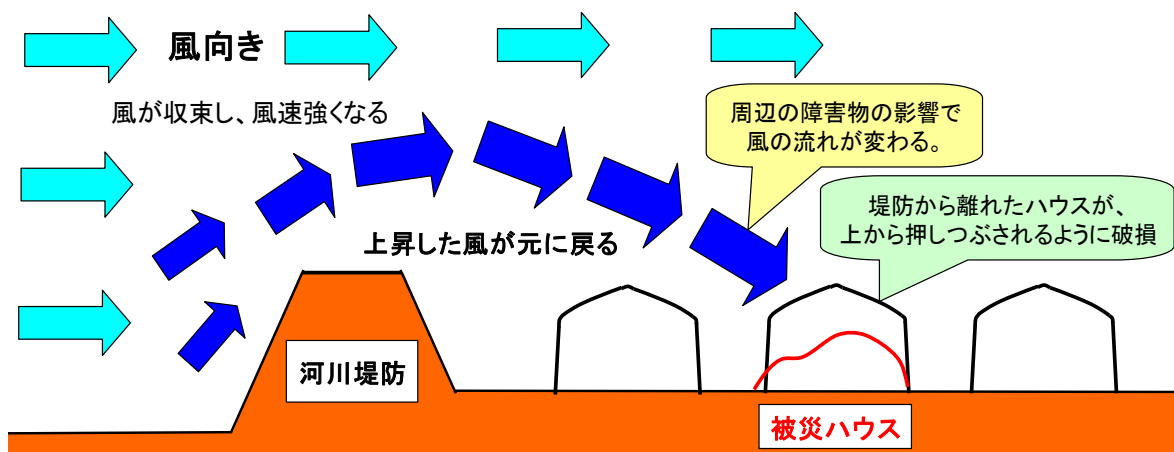 風向き
風が収束し、風速強くなる
周辺の障害物の影響で
風の流れが変わる。
堤防から離れたハウスが、
上から押しつぶされるように破損
上昇した風が元に戻る
河川堤防
被災ハウス